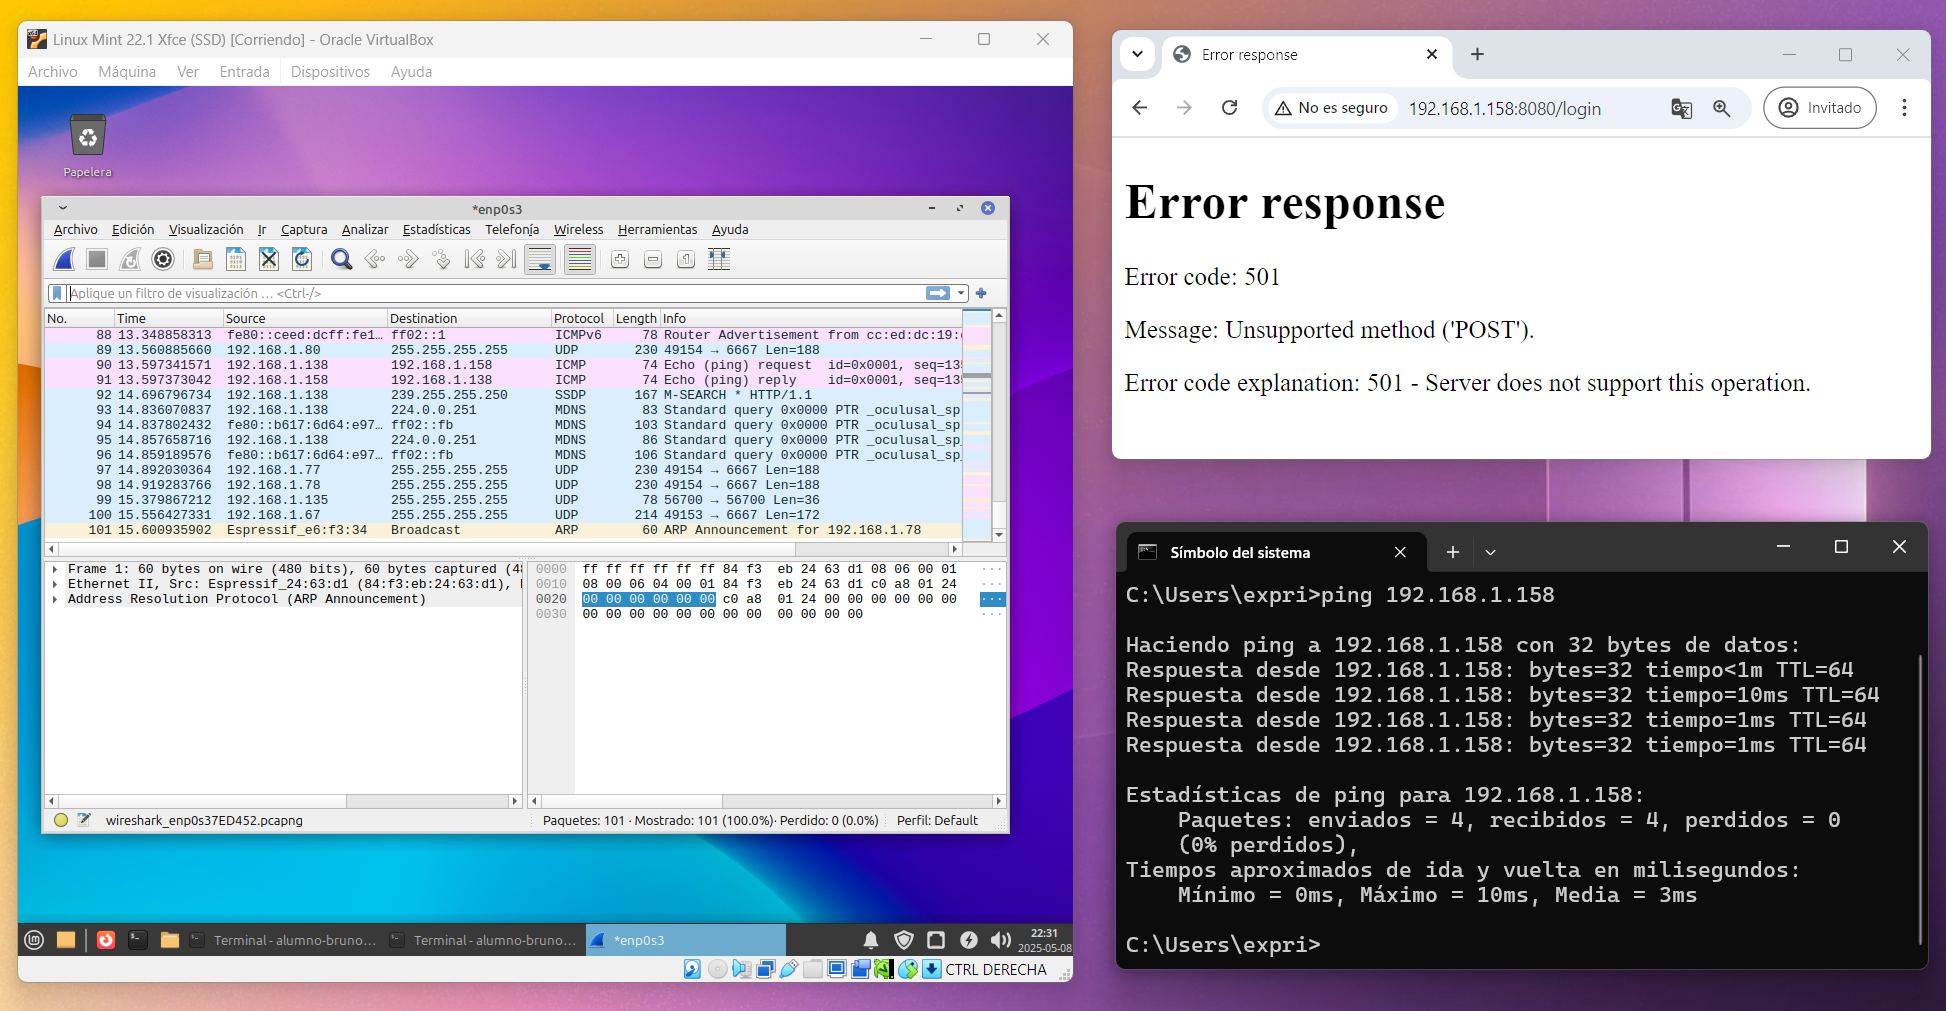 Linux Mint 22.1 Xfce (SSD) [Corriendo] - Oracle VirtualBox
Archivo Máquina Ver Entrada Dispositivos Ayuda
Papelera
*enp0s3
Archivo Edición Visualización Ir Captura Analizar Estadísticas Telefonía Wireless Herramientas Ayuda
Aplique un filtro de visualización … <Ctrl-/>
No. Time Source Destination Protocol Length Info
88 13.348858313 fe80::ceed:dcff:fe1… ff02::1 ICMPv6 78 Router Advertisement from cc:ed:dc:19:
89 13.560885660 192.168.1.80 255.255.255.255 UDP 230 49154 → 6667 Len=188
90 13.597341571 192.168.1.138 192.168.1.158 ICMP 74 Echo (ping) request id=0x0001, seq=13
91 13.597373042 192.168.1.158 192.168.1.138 ICMP 74 Echo (ping) reply id=0x0001, seq=13
92 14.696796734 192.168.1.138 239.255.255.250 SSDP 167 M-SEARCH * HTTP/1.1
93 14.836070837 192.168.1.138 224.0.0.251 MDNS 83 Standard query 0x0000 PTR _oculusal_sp
94 14.837802432 fe80::b617:6d64:e97… ff02::fb MDNS 103 Standard query 0x0000 PTR _oculusal_sp
95 14.857658716 192.168.1.138 224.0.0.251 MDNS 86 Standard query 0x0000 PTR _oculusal_sp
96 14.859189576 fe80::b617:6d64:e97… ff02::fb MDNS 106 Standard query 0x0000 PTR _oculusal_sp
97 14.892030364 192.168.1.77 255.255.255.255 UDP 230 49154 → 6667 Len=188
98 14.919283766 192.168.1.78 255.255.255.255 UDP 230 49154 → 6667 Len=188
99 15.379867212 192.168.1.135 255.255.255.255 UDP 78 56700 → 56700 Len=36
100 15.556427331 192.168.1.67 255.255.255.255 UDP 214 49153 → 6667 Len=172
101 15.600935902 Espressif_e6:f3:34 Broadcast ARP 60 ARP Announcement for 192.168.1.78
Frame 1: 60 bytes on wire (480 bits), 60 bytes captured (48
Ethernet II, Src: Espressif_24:63:d1 (84:f3:eb:24:63:d1),
Address Resolution Protocol (ARP Announcement)
0000 ff ff ff ff ff ff 84 f3 eb 24 63 d1 08 06 00 01 ···
0010 08 00 06 04 00 01 84 f3 eb 24 63 d1 c0 a8 01 24 ···
0020 00 00 00 00 00 00 c0 a8 01 24 00 00 00 00 00 00 ···
0030 00 00 00 00 00 00 00 00 00 00 00 00 ···
wireshark_enp0s37ED452.pcapng Paquetes: 101 · Mostrado: 101 (100.0%)· Perdido: 0 (0.0%) Perfil: Default
Terminal - alumno-bruno… Terminal - alumno-bruno… *enp0s3
22:31
2025-05-08
CTRL DERECHA
Error response
No es seguro 192.168.1.158:8080/login Invitado
Error response
Error code: 501
Message: Unsupported method ('POST').
Error code explanation: 501 - Server does not support this operation.
Símbolo del sistema
C:\Users\expri>ping 192.168.1.158
Haciendo ping a 192.168.1.158 con 32 bytes de datos:
Respuesta desde 192.168.1.158: bytes=32 tiempo<1m TTL=64
Respuesta desde 192.168.1.158: bytes=32 tiempo=10ms TTL=64
Respuesta desde 192.168.1.158: bytes=32 tiempo=1ms TTL=64
Respuesta desde 192.168.1.158: bytes=32 tiempo=1ms TTL=64
Estadísticas de ping para 192.168.1.158:
Paquetes: enviados = 4, recibidos = 4, perdidos = 0
(0% perdidos),
Tiempos aproximados de ida y vuelta en milisegundos:
Mínimo = 0ms, Máximo = 10ms, Media = 3ms
C:\Users\expri>